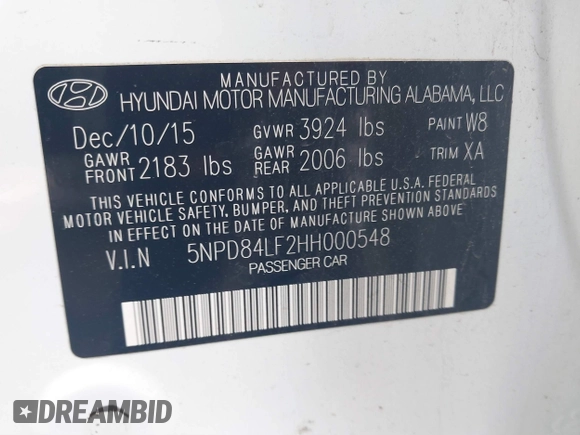 MANUFACTURED BY
HYUNDAI MOTOR MANUFACTURING ALABAMA, LLC
Dec/10/15 GVWR 3924 lbs PAINT W8
GAWR FRONT 2183 lbs GAWR REAR 2006 lbs TRIM XA
THIS VEHICLE CONFORMS TO ALL APPLICABLE U.S.A. FEDERAL
MOTOR VEHICLE SAFETY, BUMPER, AND THEFT PREVENTION STANDARDS
IN EFFECT ON THE DATE OF MANUFACTURE SHOWN ABOVE.
V.I.N 5NPD84LF2HH000548
PASSENGER CAR
DREAMBID